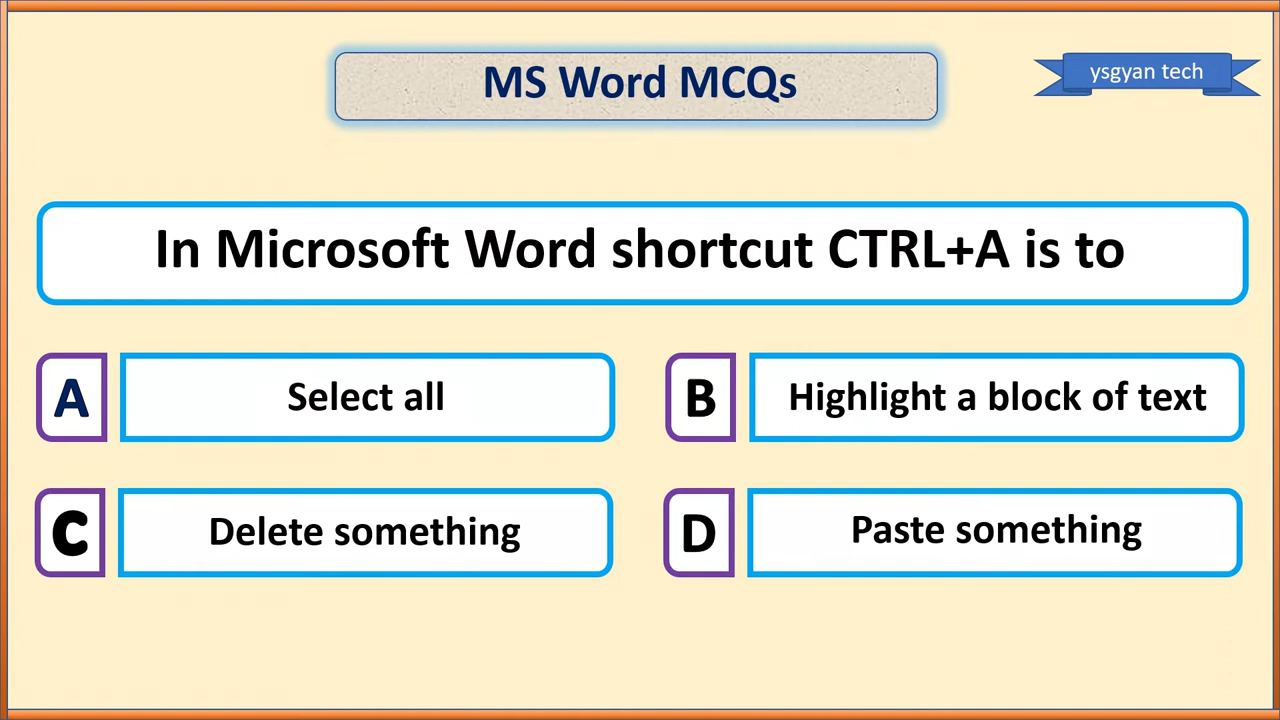 MS Word MCQs
ysgyan tech
In Microsoft Word shortcut CTRL+A is to
A
Select all
B
Highlight a block of text
C
Delete something
D
Paste something